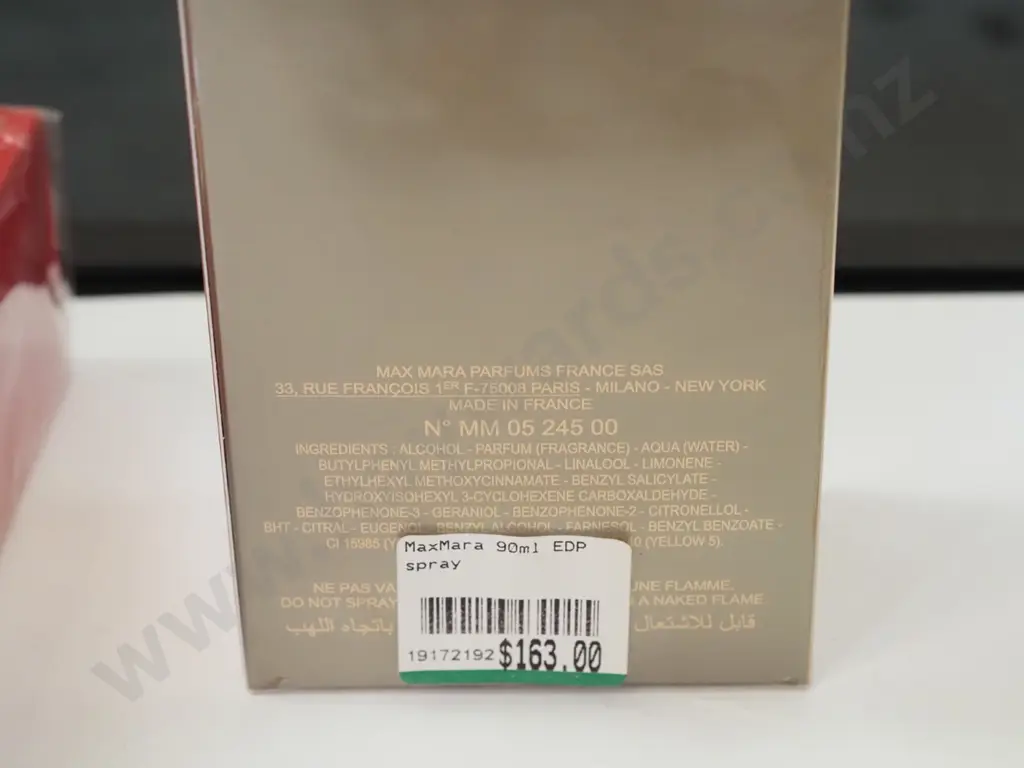 MAX MARA PARFUMS FRANCE SAS
33, RUE FRANÇOIS 1ER F-75008 PARIS - MILANO - NEW YORK
MADE IN FRANCE
N° MM 05 245 00
INGREDIENTS : ALCOHOL - PARFUM (FRAGRANCE) - AQUA (WATER) -
BUTYLPHENYL METHYLPROPIONAL - LINALOOL - LIMONENE -
ETHYLHEXYL METHOXYCINNAMATE - BENZYL SALICYLATE -
HYDROXYISOHEXYL 3-CYCLOHEXENE CARBOXALDEHYDE -
BENZOPHENONE-3 - GERANIOL - BENZOPHENONE-2 - CITRONELLOL -
BHT - CITRAL - EUGENOL - BENZYL ALCOHOL - FARNESOL - BENZYL BENZOATE -
CI 15985 (YELLOW 5).
NE PAS UNE FLAMME.
DO NOT SPRAY A NAKED FLAME
قابل للاشتعال باتجاه اللهب
MaxMara 90ml EDP
spray
19172192 $163.00